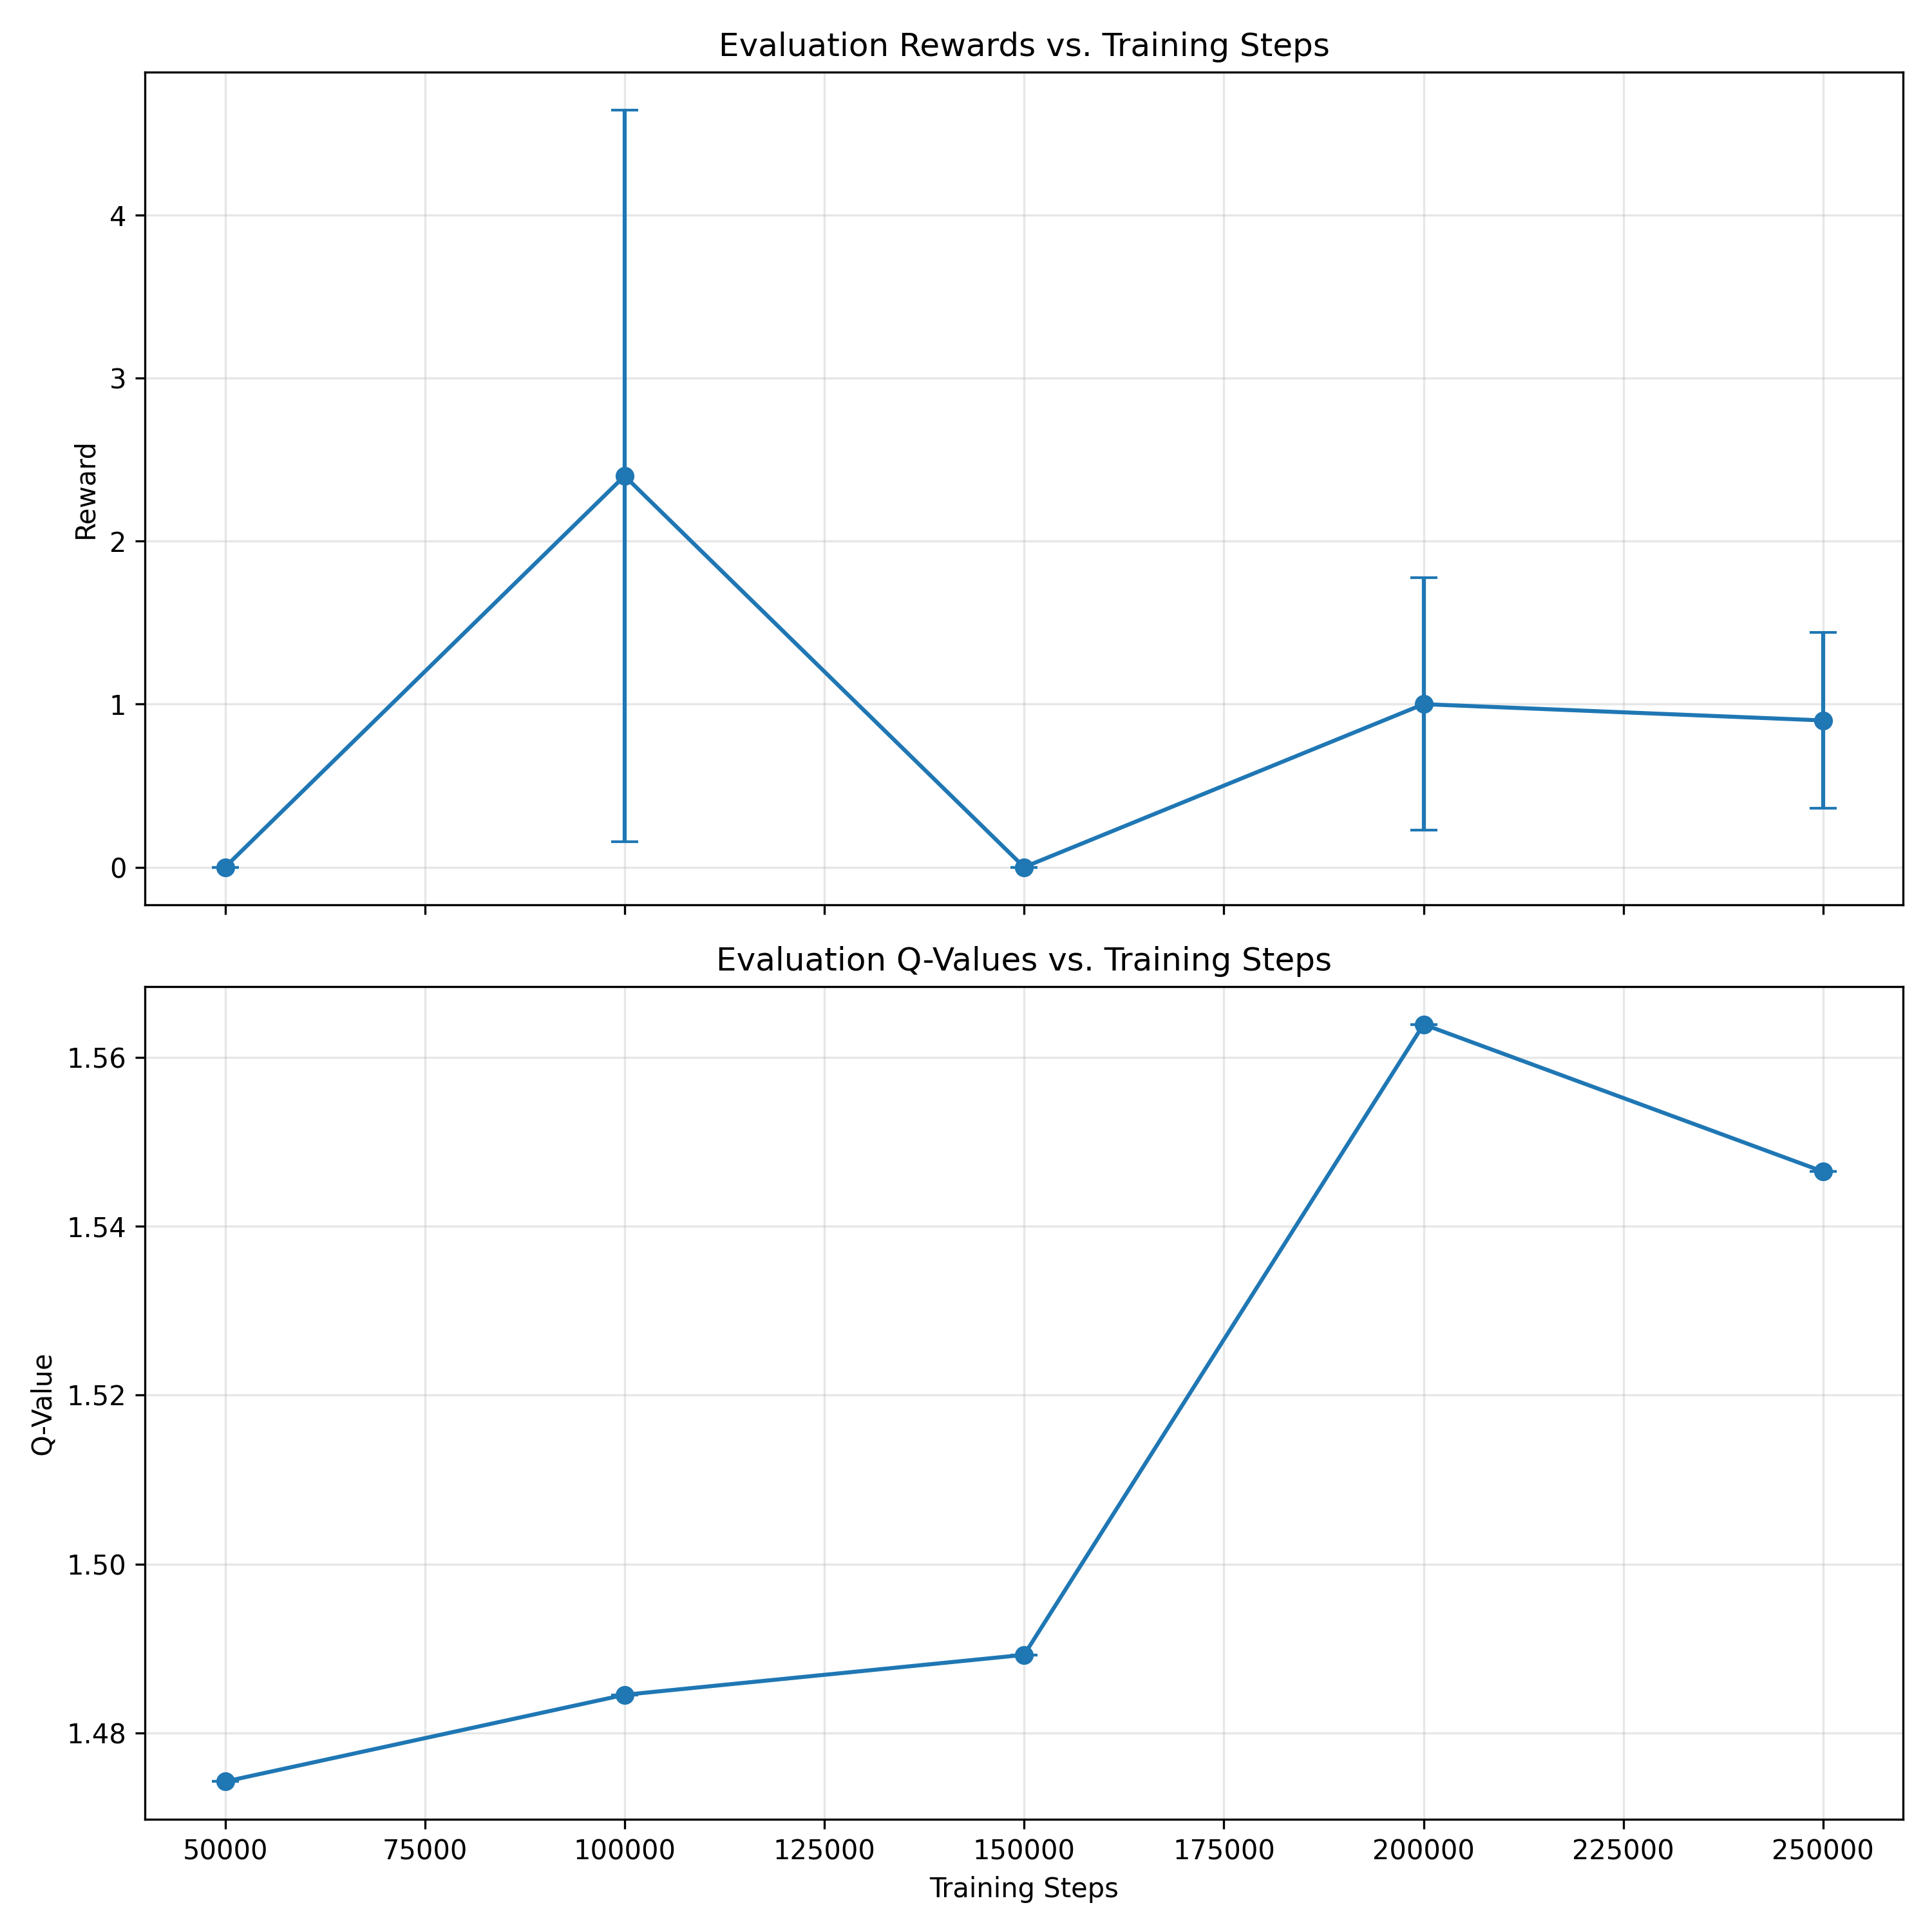 Evaluation Rewards vs. Training Steps
4
3
2
1
0
Reward
Evaluation Q-Values vs. Training Steps
1.56
1.54
1.52
1.50
1.48
Q-Value
50000 75000 100000 125000 150000 175000 200000 225000 250000
Training Steps